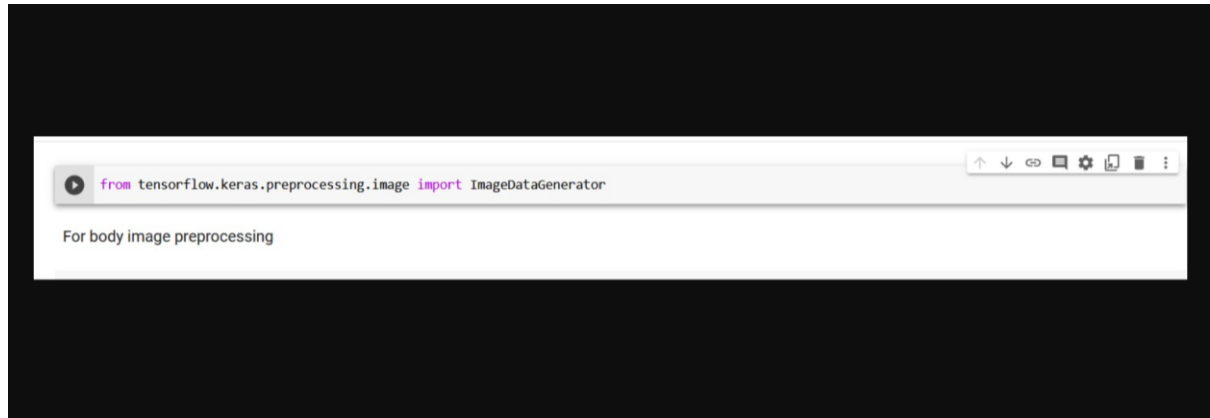 from tensorflow.keras.preprocessing.image import ImageDataGenerator
For body image preprocessing